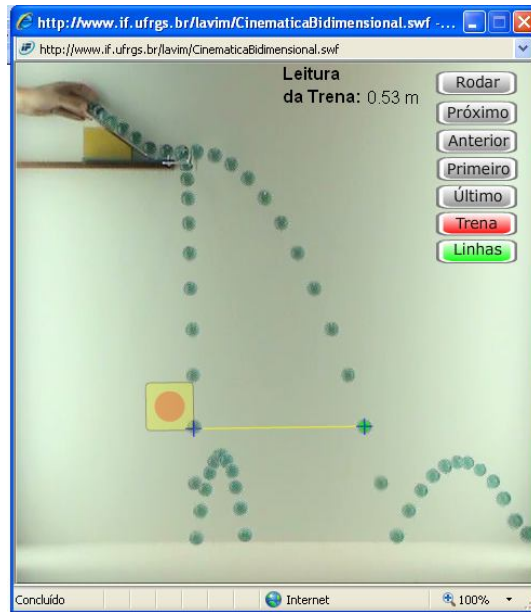 http://www.if.ufrgs.br/lavim/CinematicaBidimensional.swf - ...
http://www.if.ufrgs.br/lavim/CinematicaBidimensional.swf
Leitura
da Trena: 0.53 m
Rodar
Próximo
Anterior
Primeiro
Último
Trena
Linhas
Concluído
Internet
100%